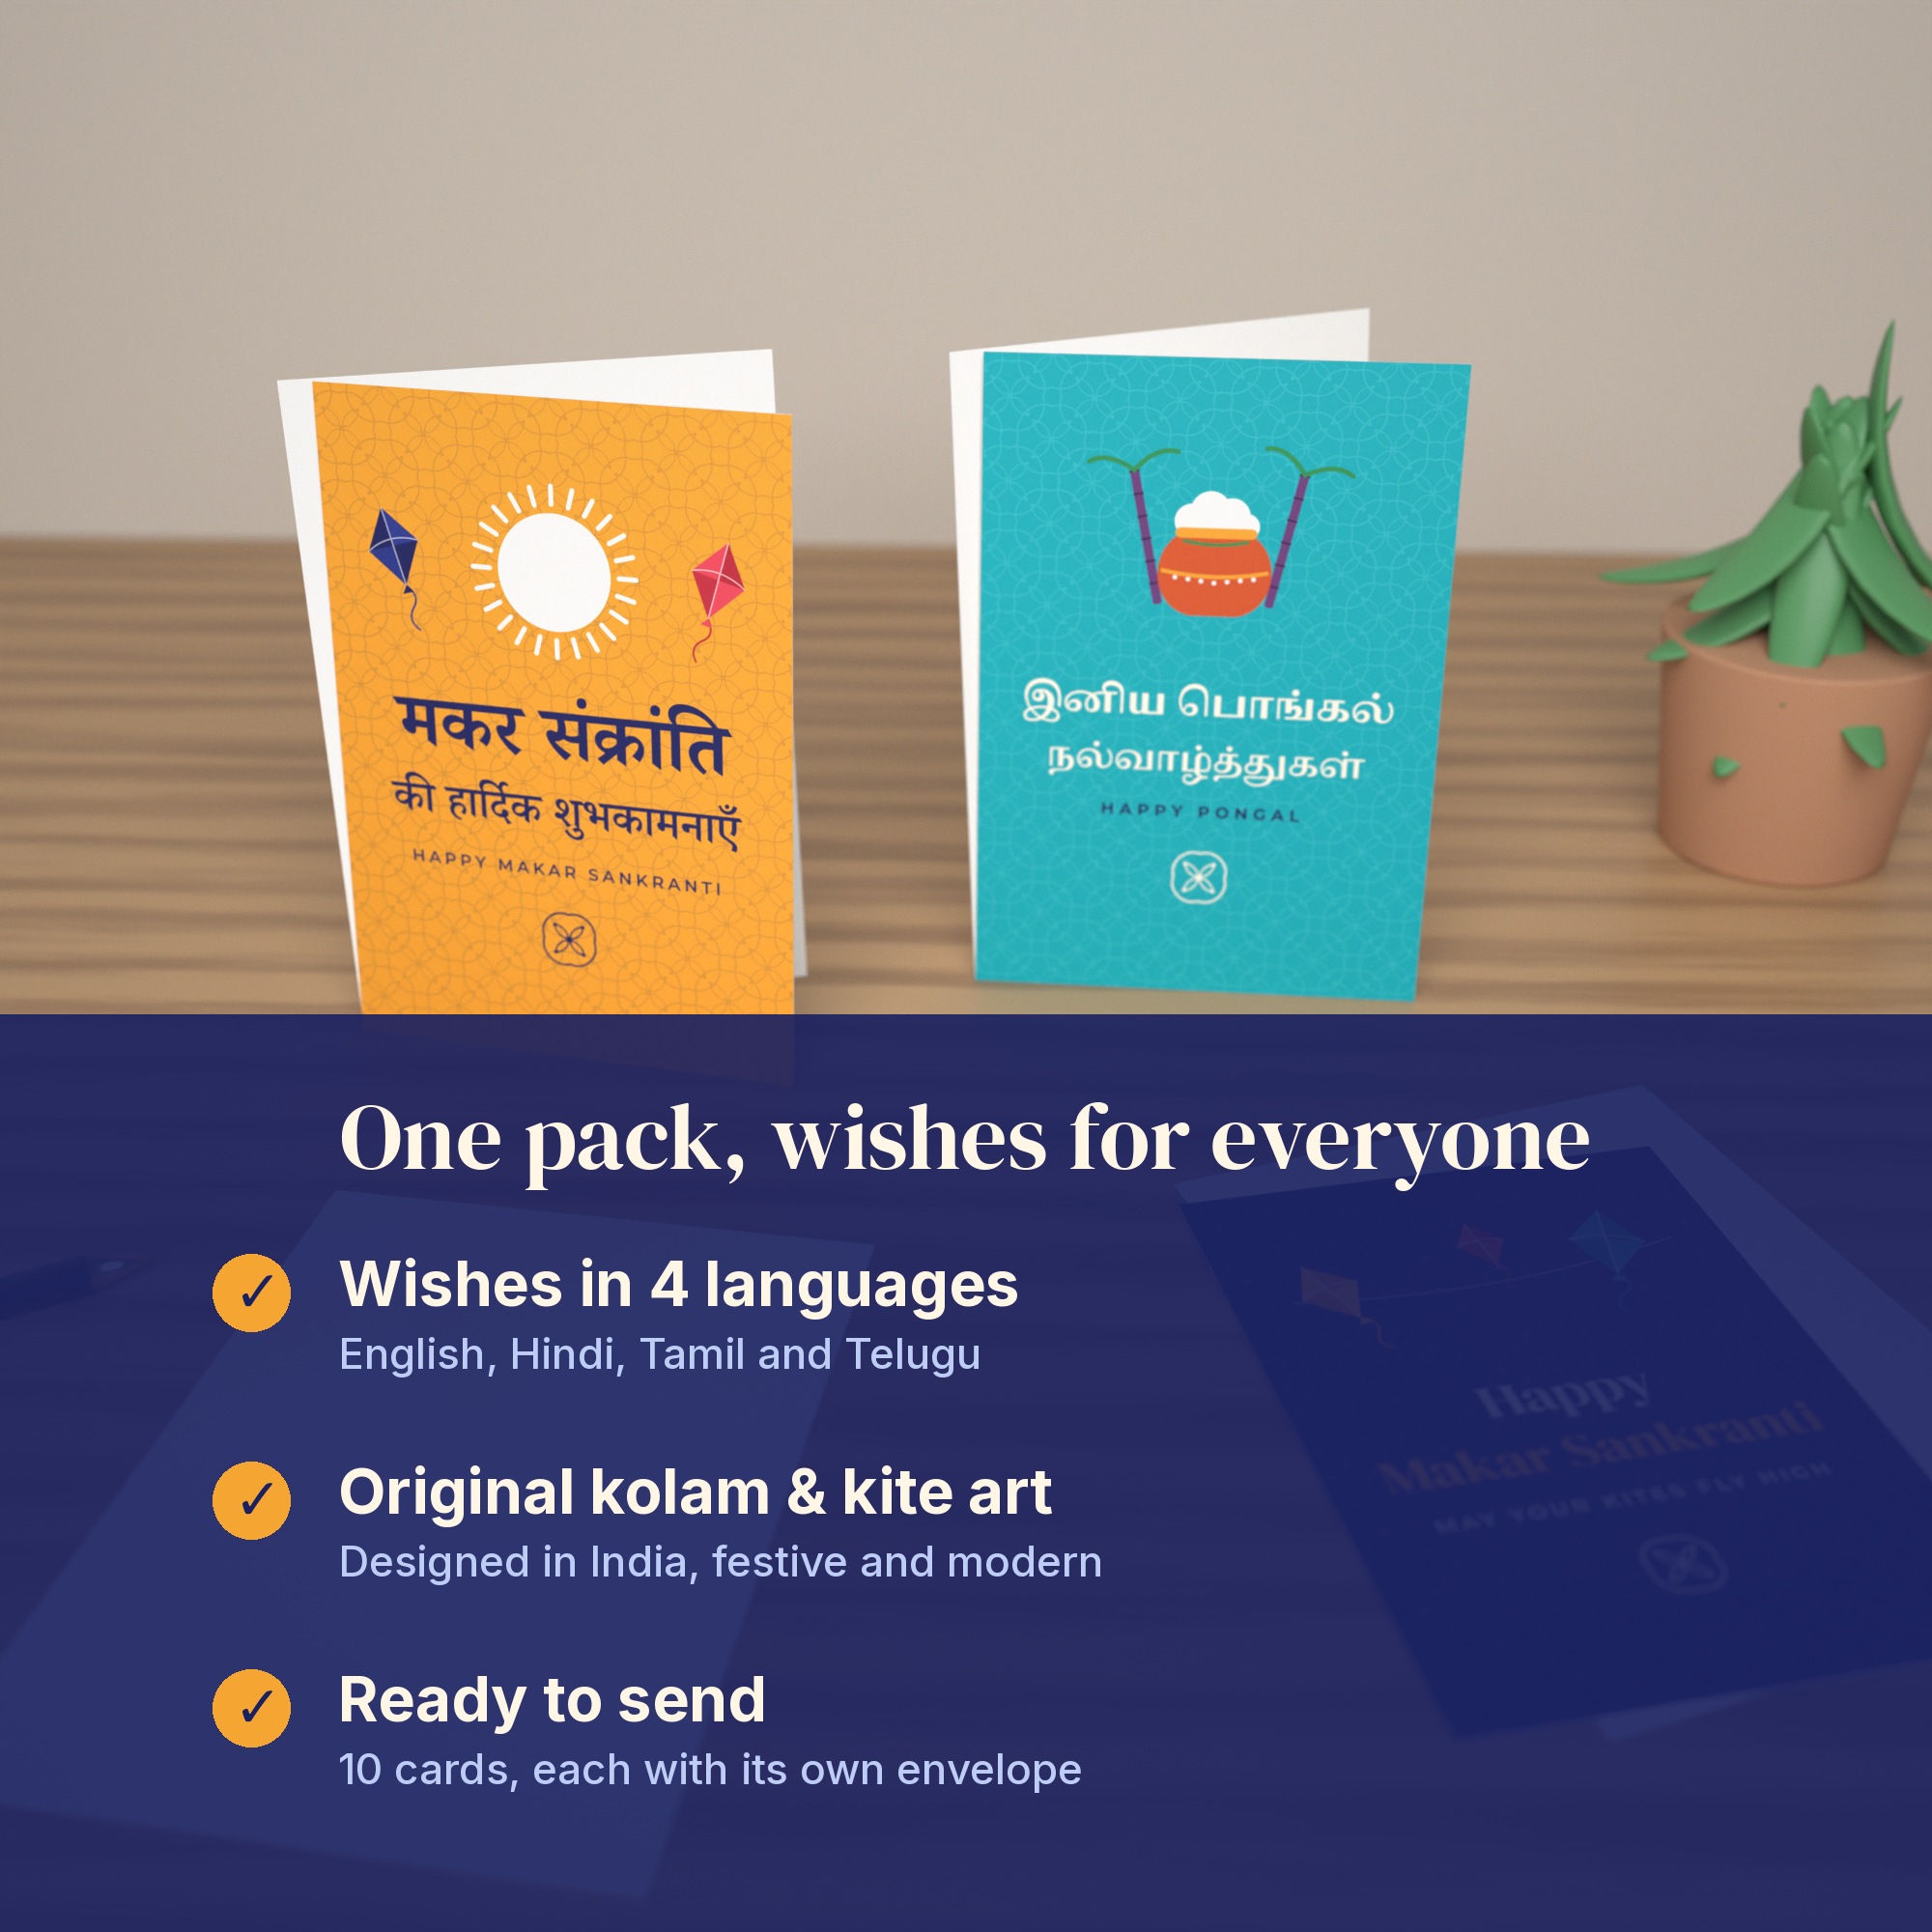 मकर संक्रांति
की हार्दिक शुभकामनाएँ
HAPPY MAKAR SANKRANTI
இனிய பொங்கல்
நல்வாழ்த்துகள்
HAPPY PONGAL
One pack, wishes for everyone
✓ Wishes in 4 languages
English, Hindi, Tamil and Telugu
✓ Original kolam & kite art
Designed in India, festive and modern
✓ Ready to send
10 cards, each with its own envelope
Happy
Makar Sankranti
MAY YOUR KITES FLY HIGH